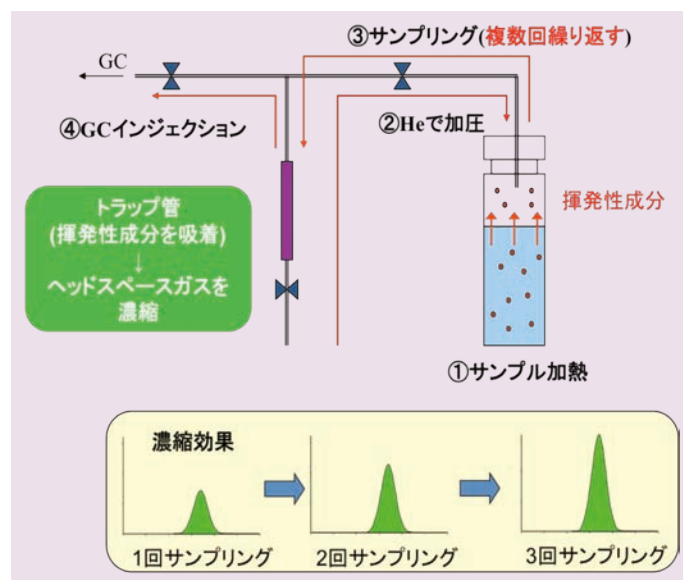 ③サンプリング(複数回繰り返す)
GC
④GCインジェクション
②Heで加圧
トラップ管
(揮発性成分を吸着)
↓
ヘッドスペースガスを
濃縮
揮発性成分
①サンプル加熱
濃縮効果
1回サンプリング
2回サンプリング
3回サンプリング